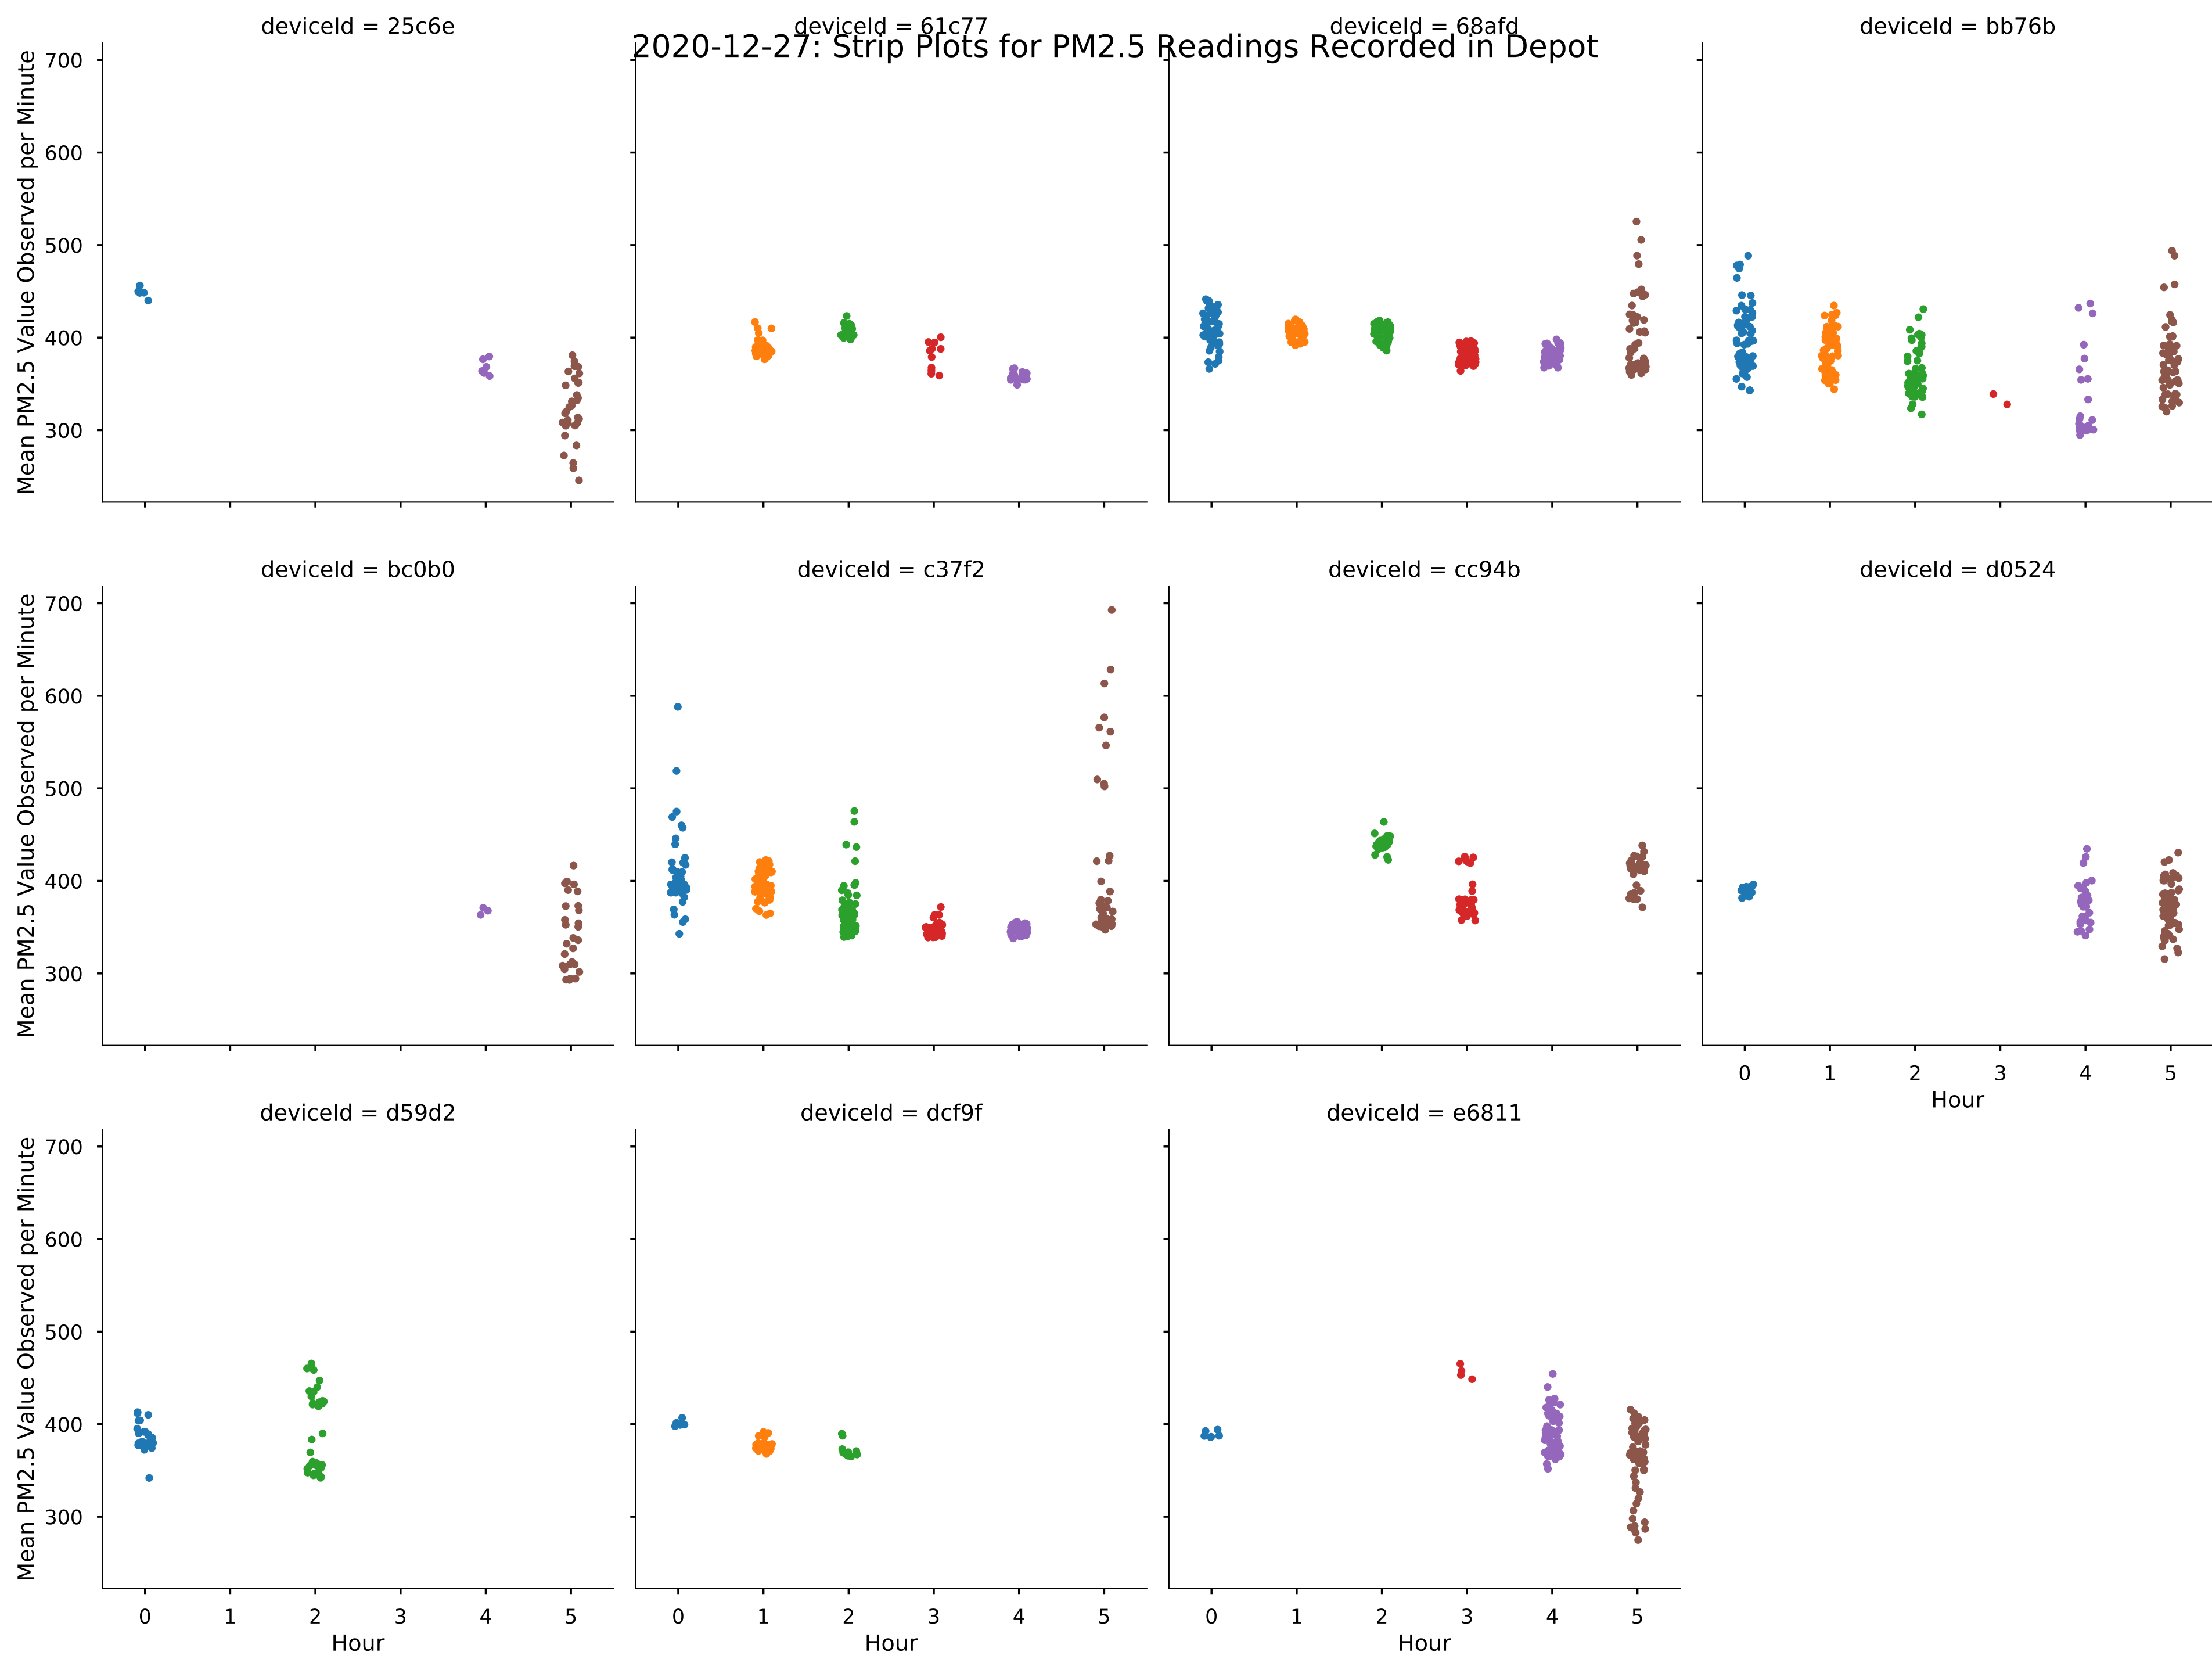 deviceId = 25c6e
deviceId = 61c77
deviceId = 68afd
deviceId = bb76b
2020-12-27: Strip Plots for PM2.5 Readings Recorded in Depot
Mean PM2.5 Value Observed per Minute
700
600
500
400
300
deviceId = bc0b0
deviceId = c37f2
deviceId = cc94b
deviceId = d0524
Mean PM2.5 Value Observed per Minute
700
600
500
400
300
0 1 2 3 4 5
Hour
deviceId = d59d2
deviceId = dcf9f
deviceId = e6811
Mean PM2.5 Value Observed per Minute
700
600
500
400
300
0 1 2 3 4 5
Hour
0 1 2 3 4 5
Hour
0 1 2 3 4 5
Hour